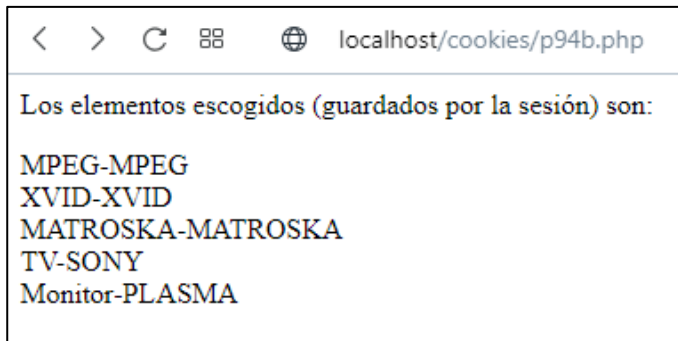 localhost/cookies/p94b.php
Los elementos escogidos (guardados por la sesión) son:
MPEG-MPEG
XVID-XVID
MATROSKA-MATROSKA
TV-SONY
Monitor-PLASMA